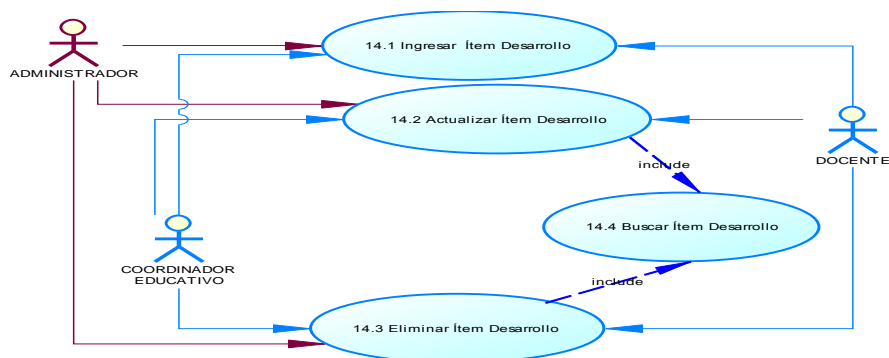 14.1 Ingresar Ítem Desarrollo
ADMINISTRADOR
14.2 Actualizar Ítem Desarrollo
DOCENTE
include
14.4 Buscar Ítem Desarrollo
COORDINADOR
EDUCATIVO
include
14.3 Eliminar Ítem Desarrollo